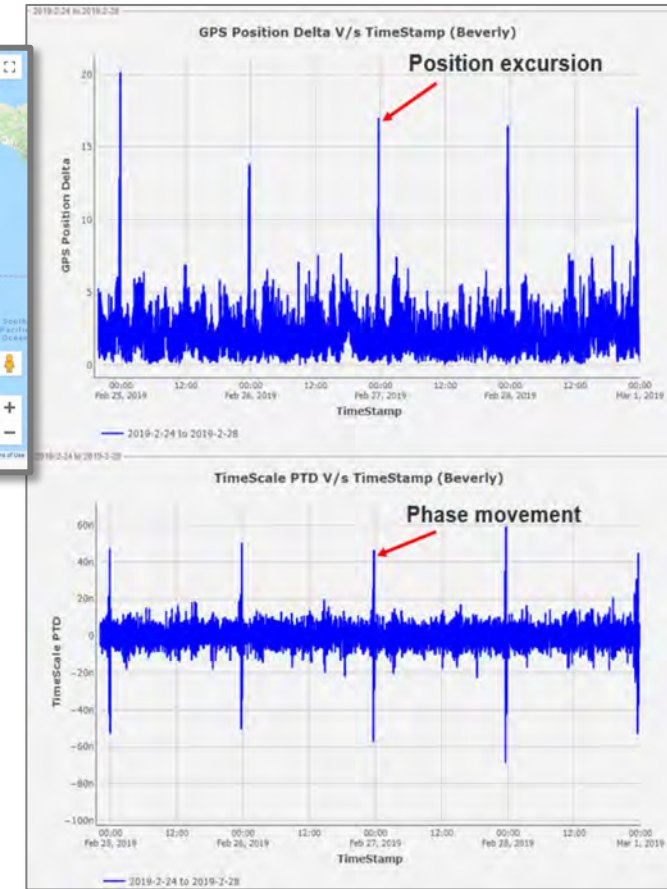 2019-2-24 to 2019-2-28
GPS Position Delta V/s TimeStamp (Beverly)
Position excursion
20
15
10
5
0
GPS Position Delta
00:00 12:00 00:00 12:00 00:00 12:00 00:00 12:00 00:00
Feb 25, 2019 Feb 26, 2019 Feb 27, 2019 Feb 28, 2019 Mar 1, 2019
TimeStamp
2019-2-24 to 2019-2-28
South
Pacific
Ocean
+
−
of Use
2019-2-24 to 2019-2-28
TimeScale PTD V/s TimeStamp (Beverly)
Phase movement
60n
40n
20n
0
−20n
−40n
−60n
−80n
−100n
TimeScale PTD
00:00 12:00 00:00 12:00 00:00 12:00 00:00 12:00 00:00
Feb 25, 2019 Feb 26, 2019 Feb 27, 2019 Feb 28, 2019 Mar 1, 2019
TimeStamp
2019-2-24 to 2019-2-28